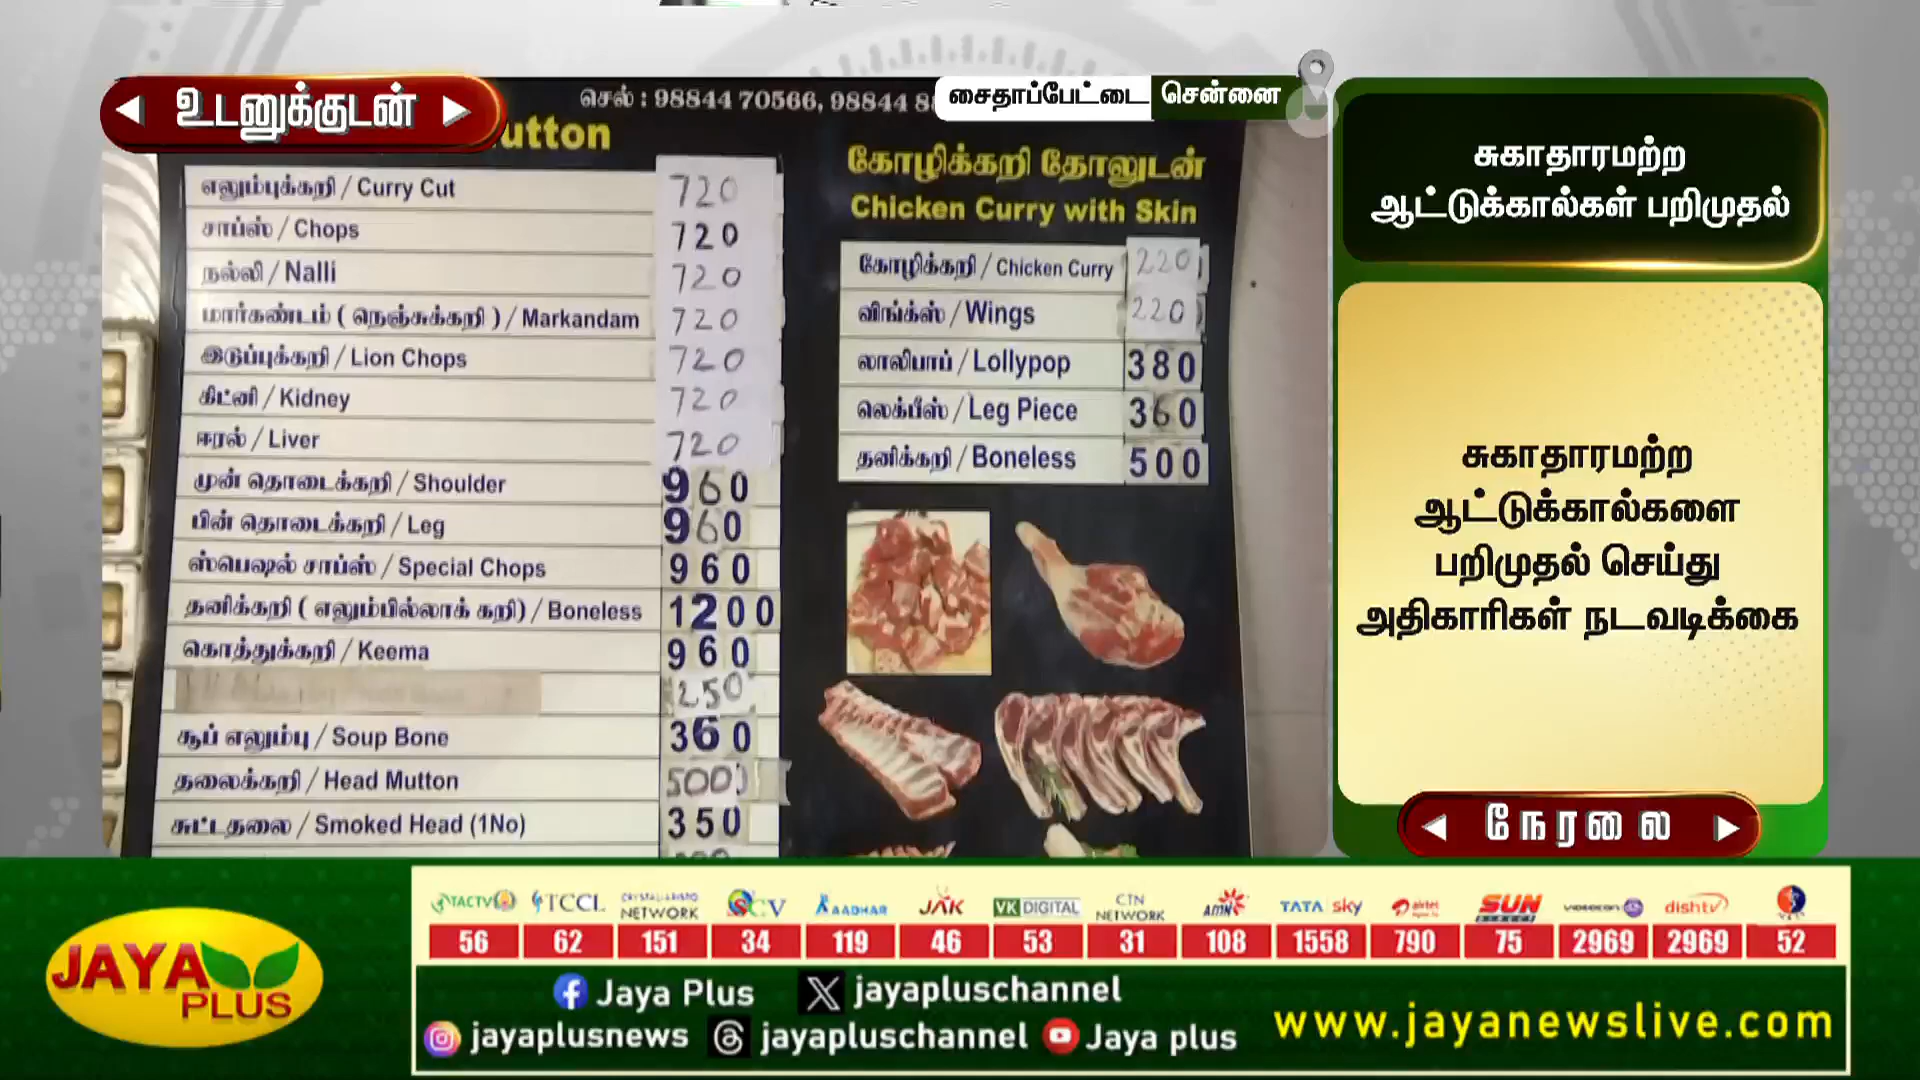 உடனுக்குடன்
செல் : 98844 70566, 98844
சைதாப்பேட்டை சென்னை
எலும்புக்கறி / Curry Cut 720
சாப்ஸ் / Chops 720
நல்லி / Nalli 720
மார்கண்டம் ( நெஞ்சுக்கறி ) / Markandam 720
இடுப்புக்கறி / Lion Chops 720
கிட்னி / Kidney 720
ஈரல் / Liver 720
முன் தொடைக்கறி / Shoulder 960
பின் தொடைக்கறி / Leg 960
ஸ்பெஷல் சாப்ஸ் / Special Chops 960
தனிக்கறி ( எலும்பில்லாக் கறி) / Boneless 1200
கொத்துக்கறி / Keema 960
250
சூப் எலும்பு / Soup Bone 360
தலைக்கறி / Head Mutton 500
சுட்டதலை / Smoked Head (1No) 350
கோழிக்கறி தோலுடன்
Chicken Curry with Skin
கோழிக்கறி / Chicken Curry 220
விங்க்ஸ் / Wings 220
லாலிபாப் / Lollypop 380
லெக்பீஸ் / Leg Piece 360
தனிக்கறி / Boneless 500
சுகாதாரமற்ற
ஆட்டுக்கால்கள் பறிமுதல்
சுகாதாரமற்ற
ஆட்டுக்கால்களை
பறிமுதல் செய்து
அதிகாரிகள் நடவடிக்கை
நேரலை
JAYA
PLUS
TACTV TCCL NETWORK SCV AADHAR JAK VK DIGITAL CTN NETWORK AMN TATA sky airtel SUN DIRECT videocon dishtv
56 62 151 34 119 46 53 31 108 1558 790 75 2969 2969 52
Jaya Plus jayapluschannel
jayaplusnews jayapluschannel Jaya plus
www.jayanewslive.com